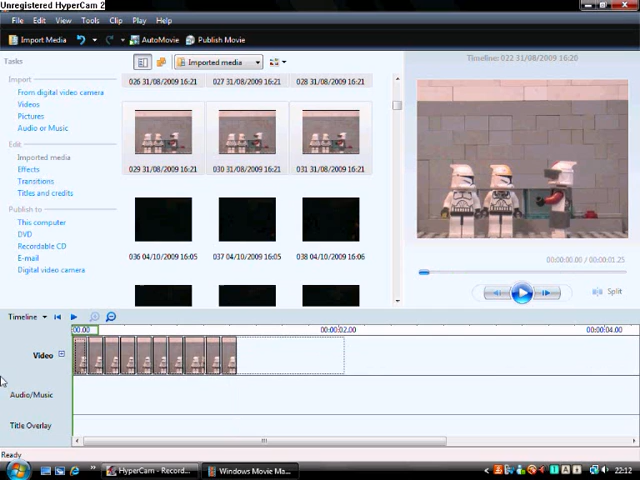 Unregistered HyperCam 2
File Edit View Tools Clip Play Help
Import Media AutoMovie Publish Movie
Tasks
Import
From digital video camera
Videos
Pictures
Audio or Music
Edit
Imported media
Effects
Transitions
Titles and credits
Publish to
This computer
DVD
Recordable CD
E-mail
Digital video camera
Imported media
026 31/08/2009 16:21 027 31/08/2009 16:21 028 31/08/2009 16:21
029 31/08/2009 16:21 030 31/08/2009 16:21 031 31/08/2009 16:21
036 04/10/2009 16:05 037 04/10/2009 16:05 038 04/10/2009 16:06
Timeline: 022 31/08/2009 16:20
00:00:00.00 / 00:00:01.25
Split
Timeline
00.00 00:00:02.00 00:00:04.00
Video
Audio/Music
Title Overlay
Ready
HyperCam - Record... Windows Movie Ma... 22:12